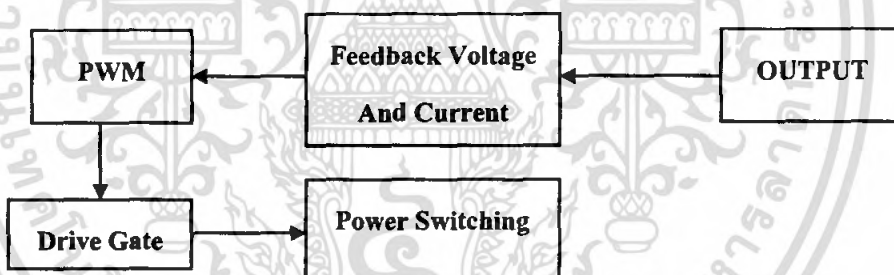 PWM
Feedback Voltage
And Current
OUTPUT
Drive Gate
Power Switching